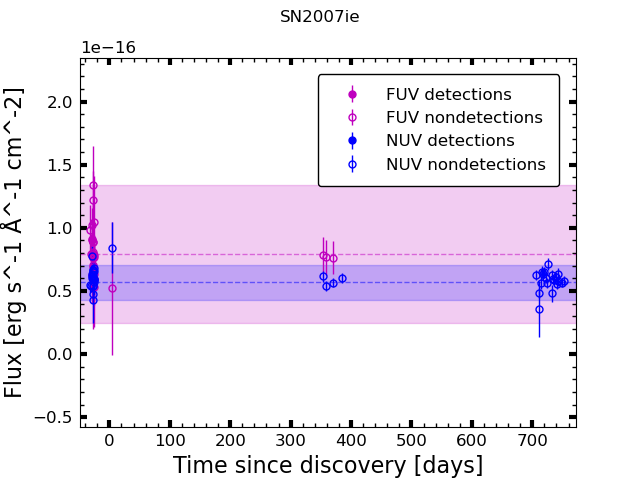 SN2007ie
1e−16
FUV detections
FUV nondetections
NUV detections
NUV nondetections
2.0
1.5
1.0
0.5
0.0
−0.5
Flux [erg s^-1 Å^-1 cm^-2]
0 100 200 300 400 500 600 700
Time since discovery [days]